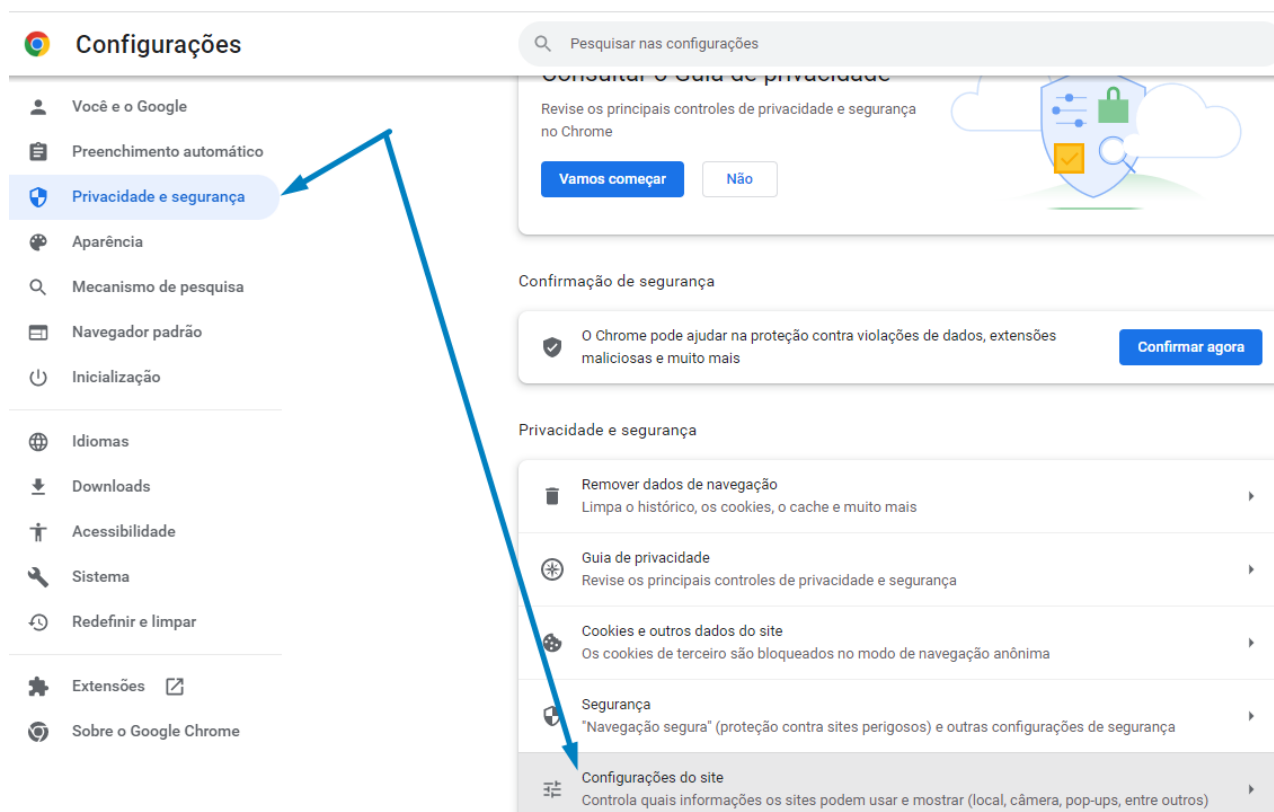 Configurações
Pesquisar nas configurações
Você e o Google
Preenchimento automático
Privacidade e segurança
Aparência
Mecanismo de pesquisa
Navegador padrão
Inicialização
Idiomas
Downloads
Acessibilidade
Sistema
Redefinir e limpar
Extensões
Sobre o Google Chrome
Consultar o Guia de privacidade
Revise os principais controles de privacidade e segurança
no Chrome
Vamos começar
Não
Confirmação de segurança
O Chrome pode ajudar na proteção contra violações de dados, extensões
maliciosas e muito mais
Confirmar agora
Privacidade e segurança
Remover dados de navegação
Limpa o histórico, os cookies, o cache e muito mais
Guia de privacidade
Revise os principais controles de privacidade e segurança
Cookies e outros dados do site
Os cookies de terceiro são bloqueados no modo de navegação anônima
Segurança
"Navegação segura" (proteção contra sites perigosos) e outras configurações de segurança
Configurações do site
Controla quais informações os sites podem usar e mostrar (local, câmera, pop-ups, entre outros)